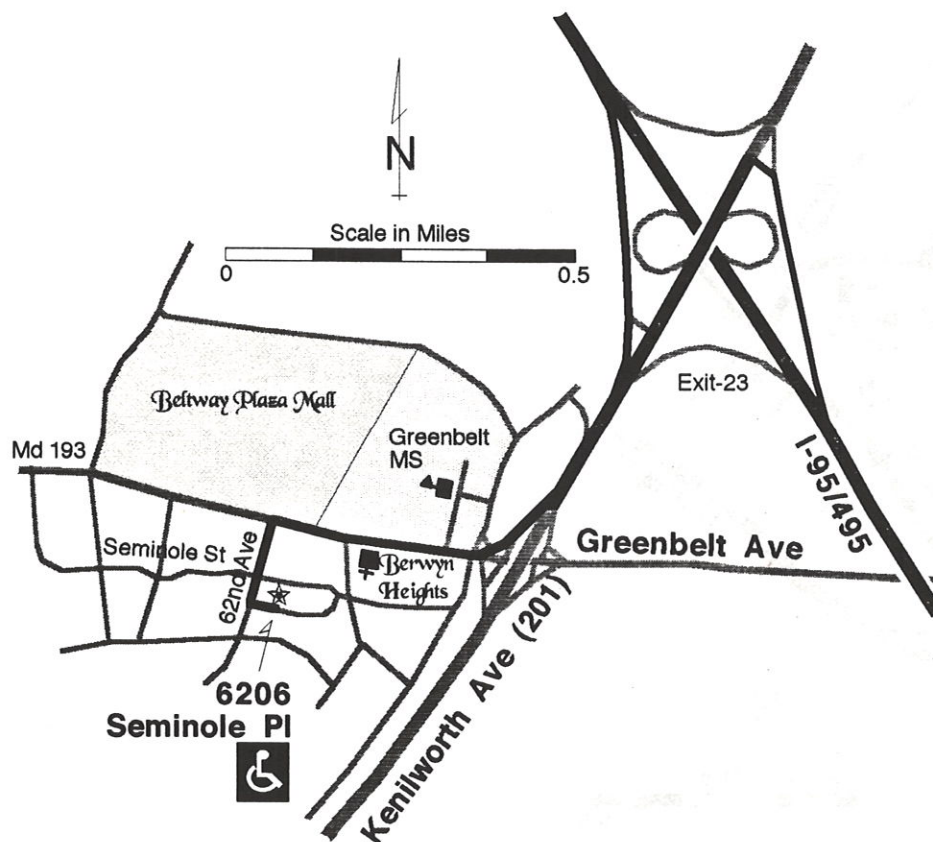 N
Scale in Miles
0 0.5
Beltway Plaza Mall
Exit-23
Greenbelt
MS
Md 193
I-95/495
Greenbelt Ave
Seminole St
62nd Ave
Berwyn
Heights
Kenilworth Ave (201)
6206
Seminole Pl